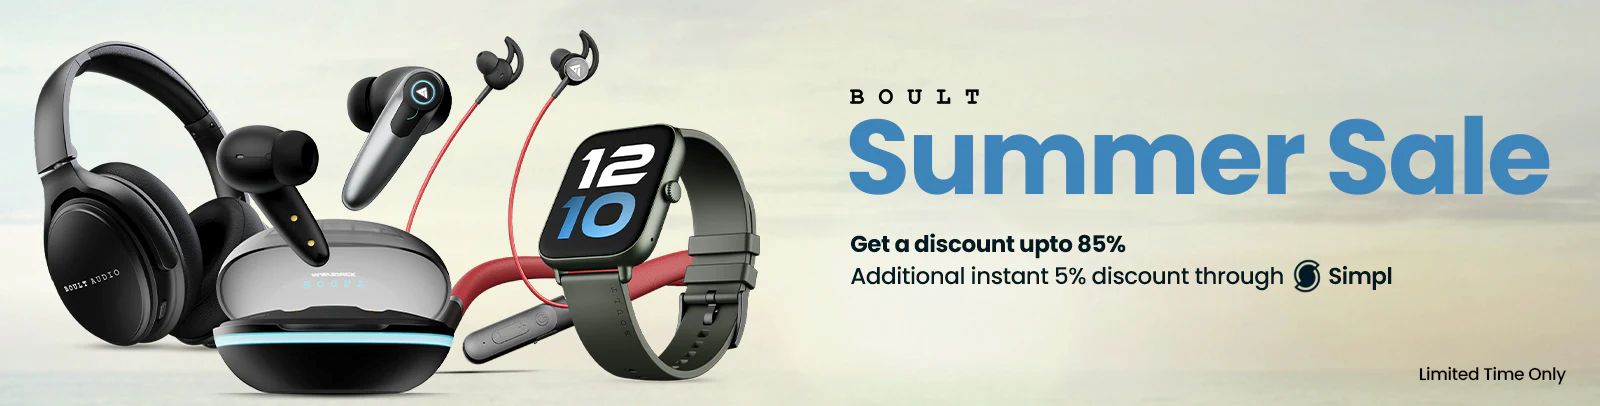 BOULT
Summer Sale
Get a discount upto 85%
Additional instant 5% discount through Simpl
Limited Time Only
12
10
BOULT AUDIO
BOULT